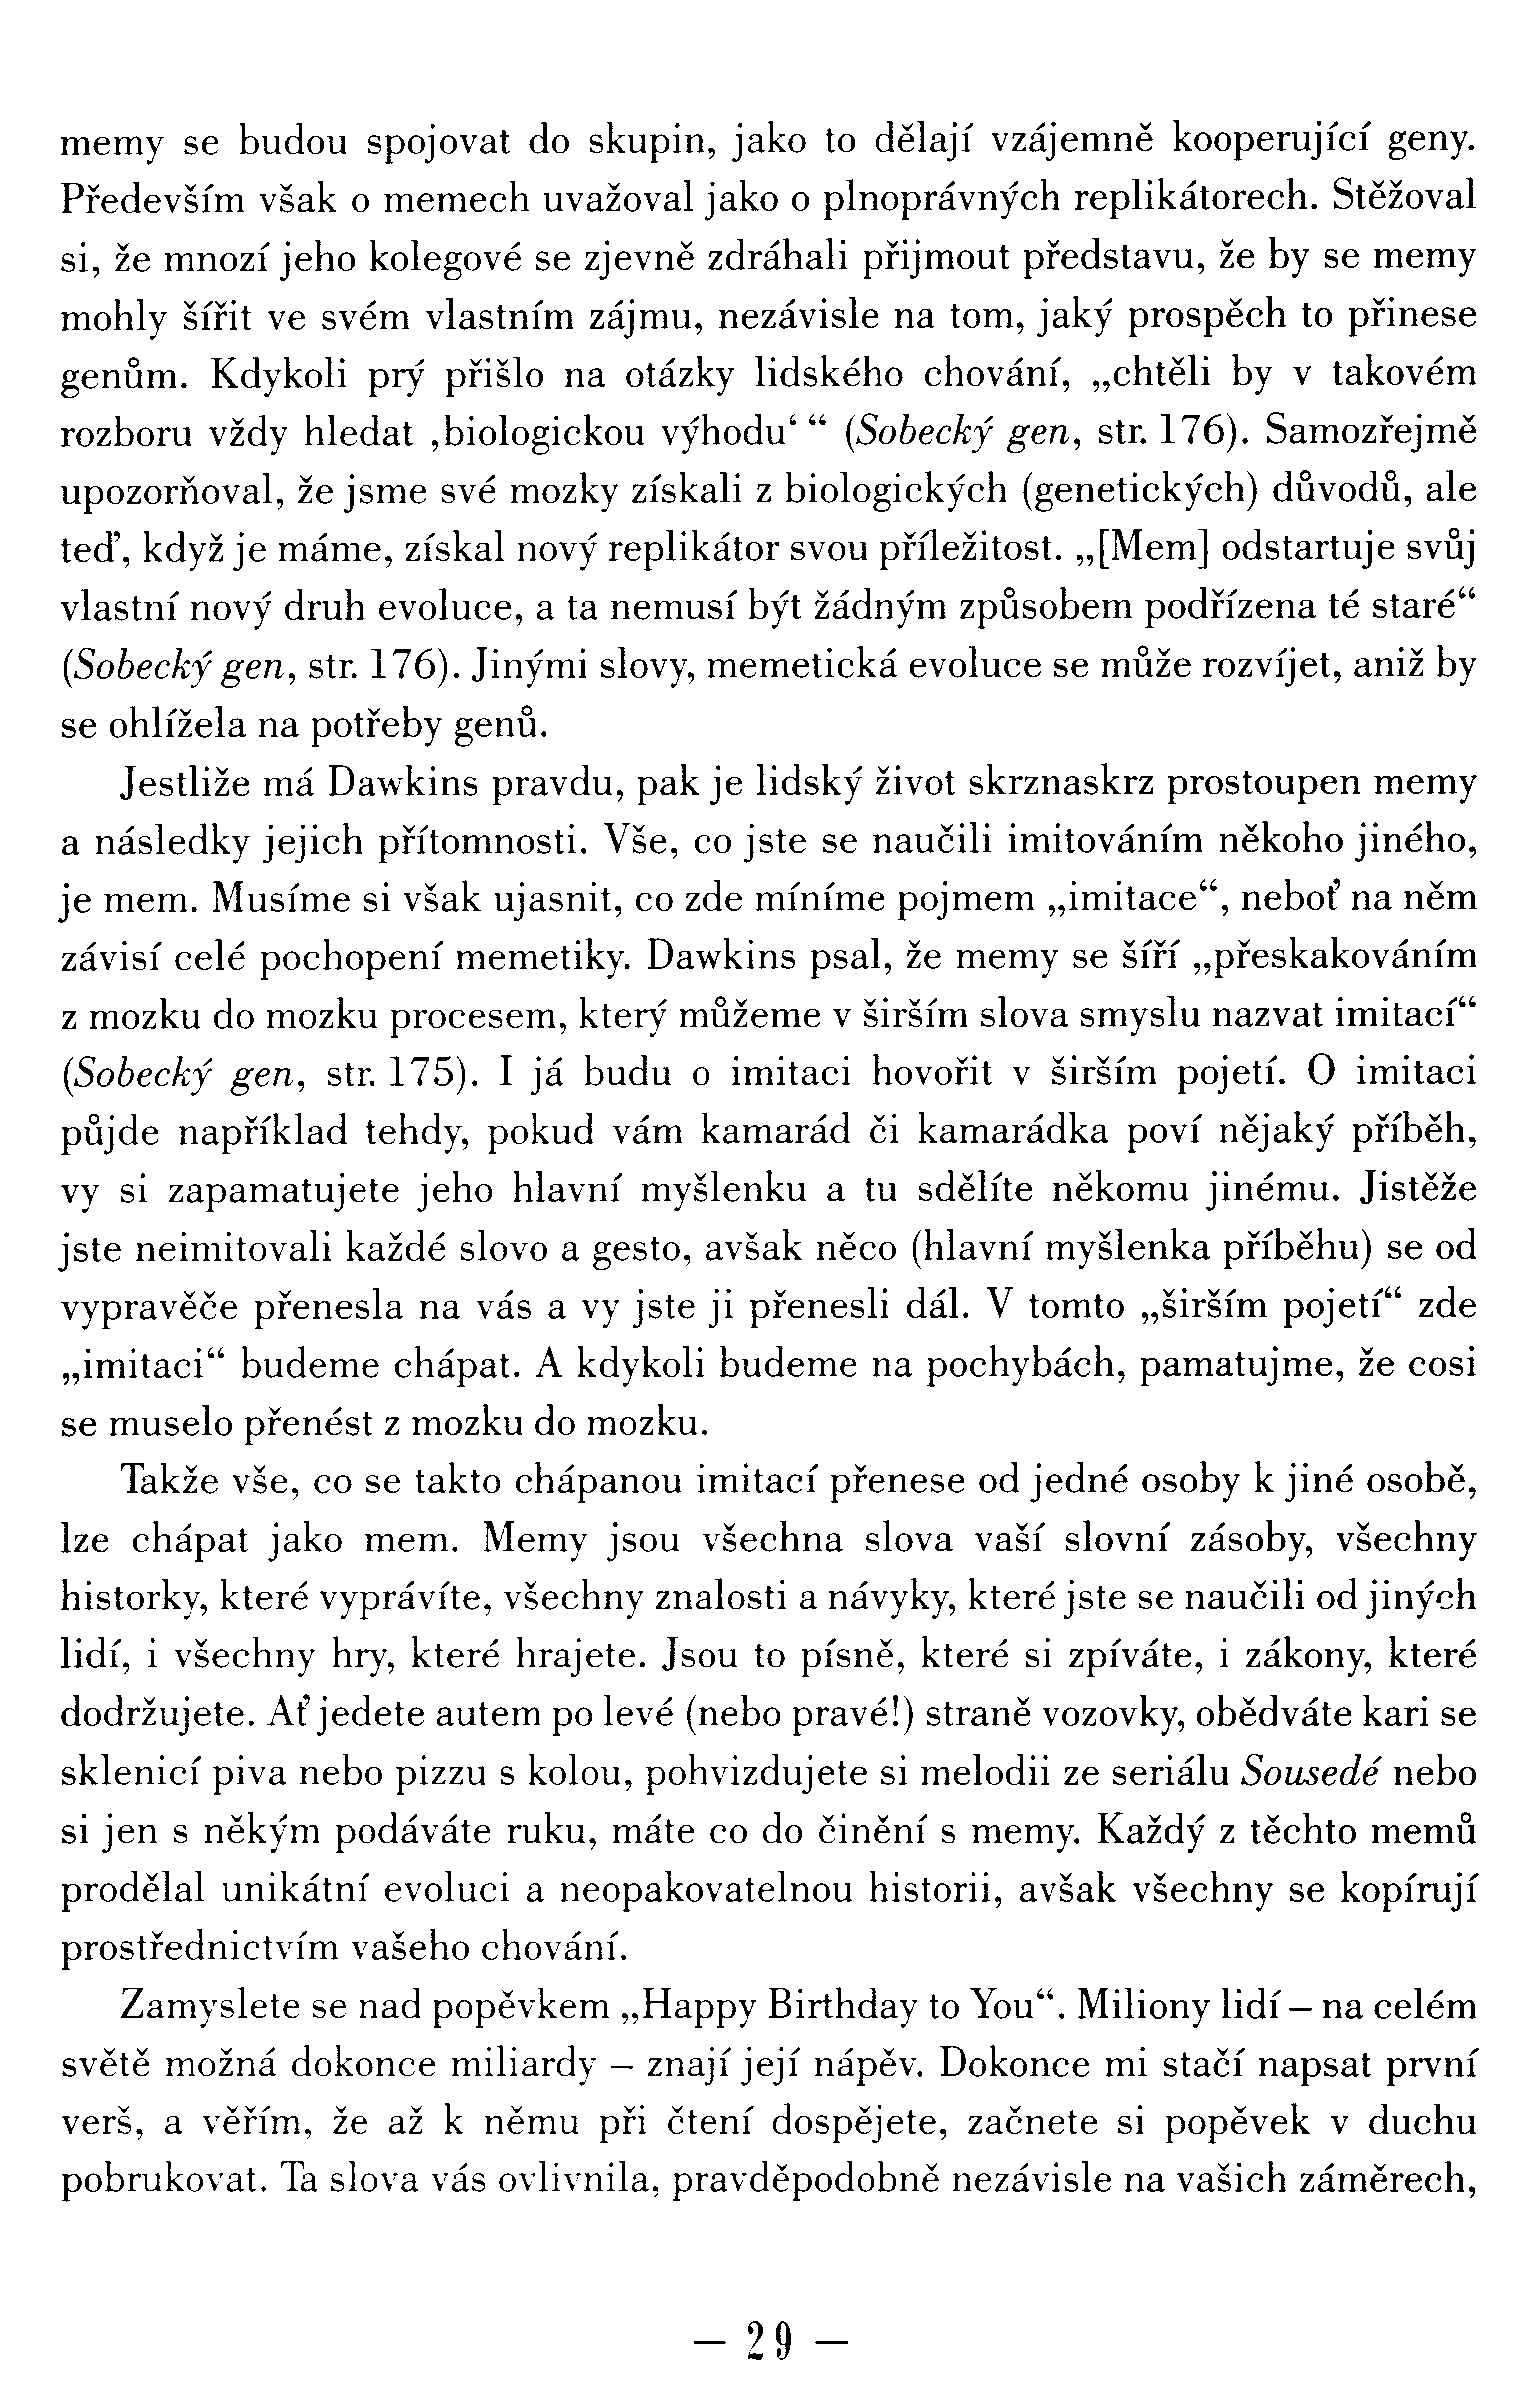 memy se budou spojovat do skupin, jako to dělají vzájemně kooperující geny.
Především však o memech uvažoval jako o plnoprávných replikátorech. Stěžoval
si, že mnozí jeho kolegové se zjevně zdráhali přijmout představu, že by se memy
mohly šířit ve svém vlastním zájmu, nezávisle na tom, jaký prospěch to přinese
genům. Kdykoli prý přišlo na otázky lidského chování, „chtěli by v takovém
rozboru vždy hledat ‚biologickou výhodu‘ “ (Sobecký gen, str. 176). Samozřejmě
upozorňoval, že jsme své mozky získali z biologických (genetických) důvodů, ale
teď, když je máme, získal nový replikátor svou příležitost. „[Mem] odstartuje svůj
vlastní nový druh evoluce, a ta nemusí být žádným způsobem podřízena té staré“
(Sobecký gen, str. 176). Jinými slovy, memetická evoluce se může rozvíjet, aniž by
se ohlížela na potřeby genů.
Jestliže má Dawkins pravdu, pak je lidský život skrznaskrz prostoupen memy
a následky jejich přítomnosti. Vše, co jste se naučili imitováním někoho jiného,
je mem. Musíme si však ujasnit, co zde míníme pojmem „imitace“, neboť na něm
závisí celé pochopení memetiky. Dawkins psal, že memy se šíří „přeskakováním
z mozku do mozku procesem, který můžeme v širším slova smyslu nazvat imitací“
(Sobecký gen, str. 175). I já budu o imitaci hovořit v širším pojetí. O imitaci
půjde například tehdy, pokud vám kamarád či kamarádka poví nějaký příběh,
vy si zapamatujete jeho hlavní myšlenku a tu sdělíte někomu jinému. Jistěže
jste neimitovali každé slovo a gesto, avšak něco (hlavní myšlenka příběhu) se od
vypravěče přenesla na vás a vy jste ji přenesli dál. V tomto „širším pojetí“ zde
„imitaci“ budeme chápat. A kdykoli budeme na pochybách, pamatujme, že cosi
se muselo přenést z mozku do mozku.
Takže vše, co se takto chápanou imitací přenese od jedné osoby k jiné osobě,
lze chápat jako mem. Memy jsou všechna slova vaší slovní zásoby, všechny
historky, které vyprávíte, všechny znalosti a návyky, které jste se naučili od jiných
lidí, i všechny hry, které hrajete. Jsou to písně, které si zpíváte, i zákony, které
dodržujete. Ať jedete autem po levé (nebo pravé!) straně vozovky, obědváte kari se
sklenicí piva nebo pizzu s kolou, pohvizdujete si melodii ze seriálu Sousedé nebo
si jen s někým podáváte ruku, máte co do činění s memy. Každý z těchto memů
prodělal unikátní evoluci a neopakovatelnou historii, avšak všechny se kopírují
prostřednictvím vašeho chování.
Zamyslete se nad popěvkem „Happy Birthday to You“. Miliony lidí – na celém
světě možná dokonce miliardy – znají její nápěv. Dokonce mi stačí napsat první
verš, a věřím, že až k němu při čtení dospějete, začnete si popěvek v duchu
pobrukovat. Ta slova vás ovlivnila, pravděpodobně nezávisle na vašich záměrech,
— 29 —